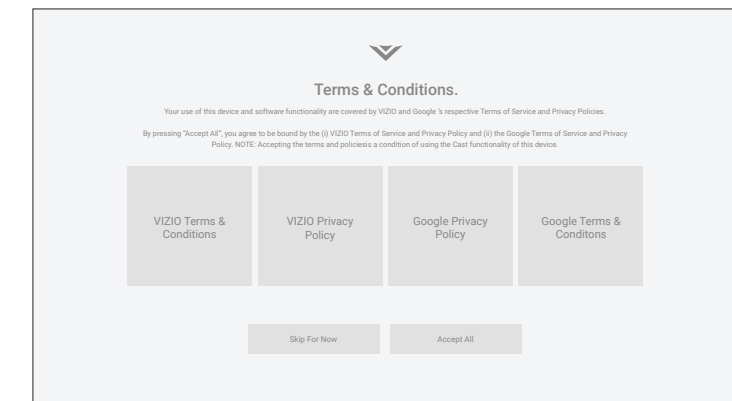 Terms & Conditions.
Your use of this device and software functionality are covered by VIZIO and Google 's respective Terms of Service and Privacy Policies.
By pressing "Accept All", you agree to be bound by the (i) VIZIO Terms of Service and Privacy Policy and (ii) the Google Terms of Service and Privacy
Policy. NOTE: Accepting the terms and policiesis a condition of using the Cast functionality of this device.
VIZIO Terms &
Conditions
VIZIO Privacy
Policy
Google Privacy
Policy
Google Terms &
Conditons
Skip For Now
Accept All